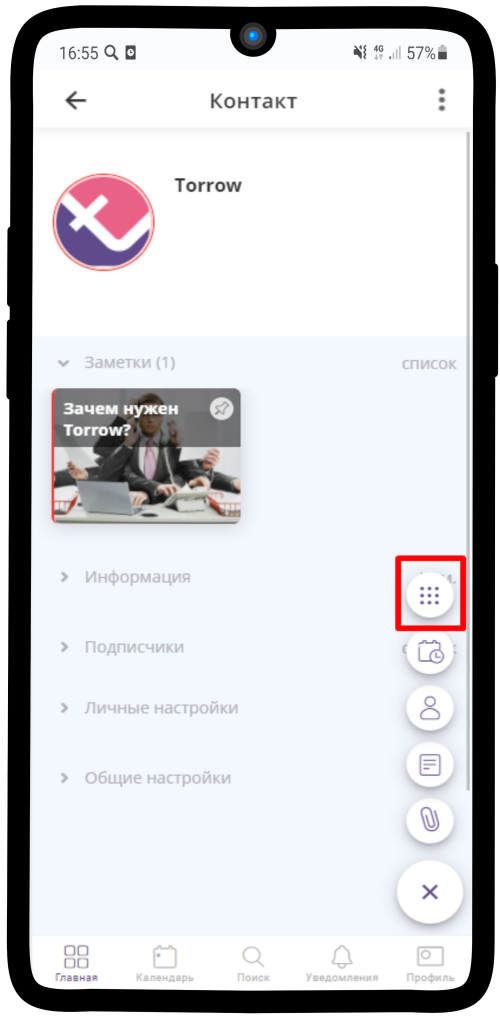 16:55 4G 57%
Контакт
Torrow
Заметки (1) список
Зачем нужен
Torrow?
Информация
Подписчики
Личные настройки
Общие настройки
Главная Календарь Поиск Уведомления Профиль